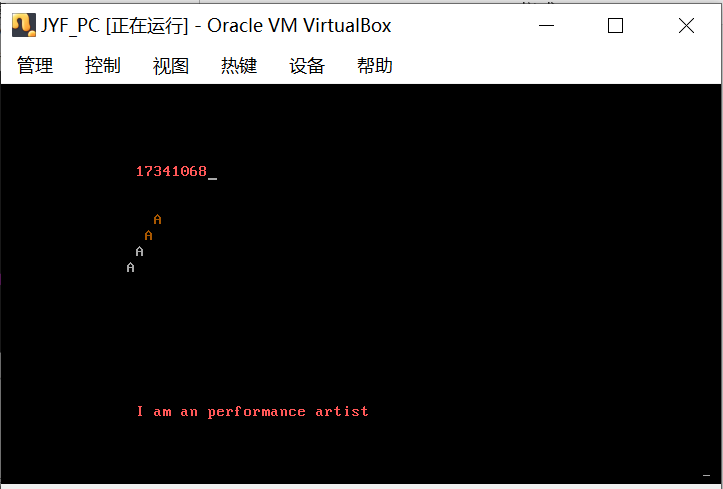 JYF_PC [正在运行] - Oracle VM VirtualBox
管理 控制 视图 热键 设备 帮助
17341068_
A
A
A
A
I am an performance artist
_